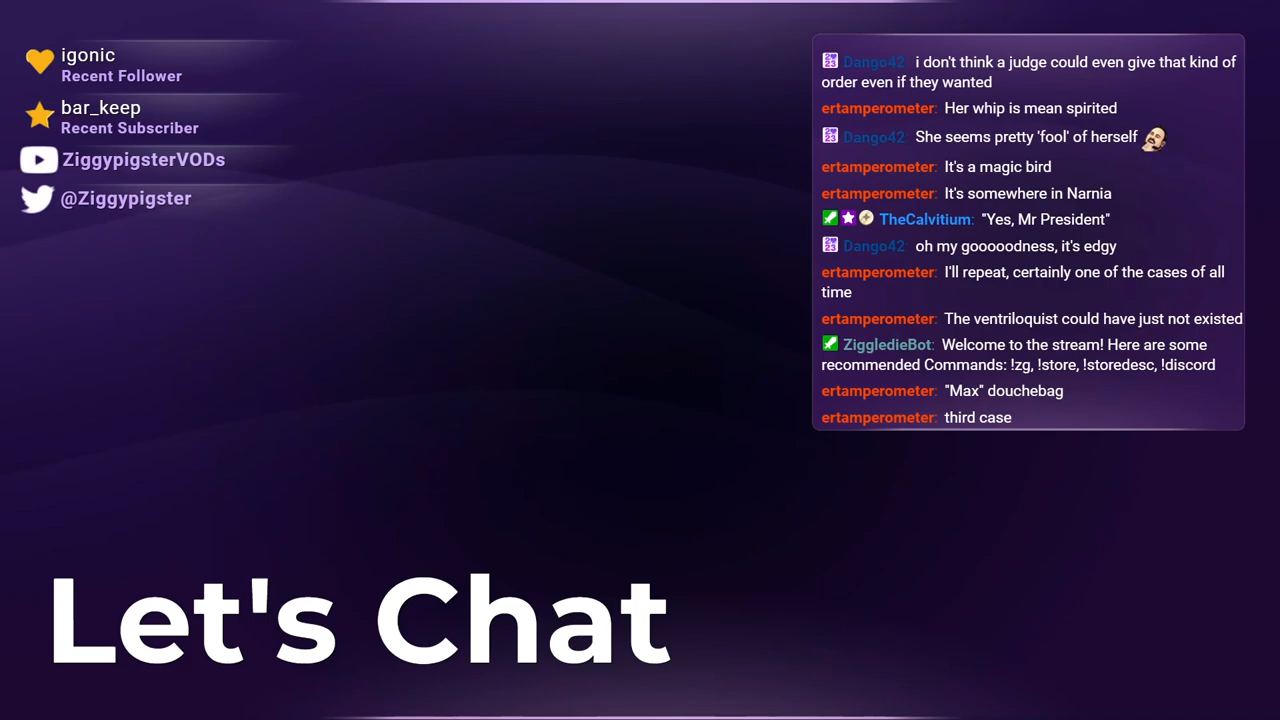 igonic
Recent Follower
bar_keep
Recent Subscriber
ZiggypigsterVODs
@Ziggypigster
Dango42: i don't think a judge could even give that kind of
order even if they wanted
ertamperometer: Her whip is mean spirited
Dango42: She seems pretty 'fool' of herself
ertamperometer: It's a magic bird
ertamperometer: It's somewhere in Narnia
TheCalvitium: "Yes, Mr President"
Dango42: oh my gooooodness, it's edgy
ertamperometer: I'll repeat, certainly one of the cases of all
time
ertamperometer: The ventriloquist could have just not existed
ZiggledieBot: Welcome to the stream! Here are some
recommended Commands: !zg, !store, !storedesc, !discord
ertamperometer: "Max" douchebag
ertamperometer: third case
Let's Chat